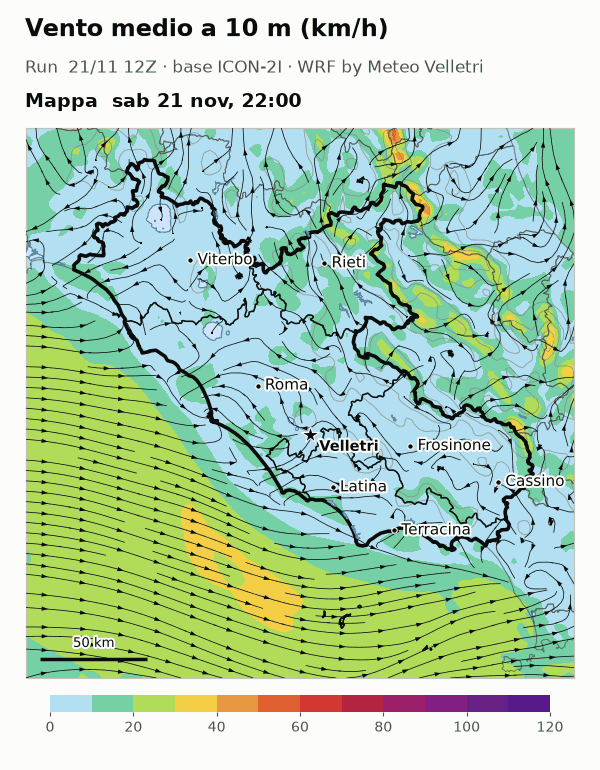 Vento medio a 10 m (km/h)
Run  21/11 12Z · base ICON-2I · WRF by Meteo Velletri
Mappa  sab 21 nov, 22:00
Viterbo
Rieti
Roma
Velletri
Frosinone
Latina
Cassino
Terracina
50 km
0 20 40 60 80 100 120